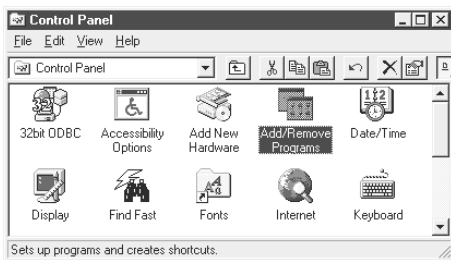 Control Panel
File Edit View Help
Control Panel
32bit ODBC
Accessibility Options
Add New Hardware
Add/Remove Programs
Date/Time
Display
Find Fast
Fonts
Internet
Keyboard
Sets up programs and creates shortcuts.